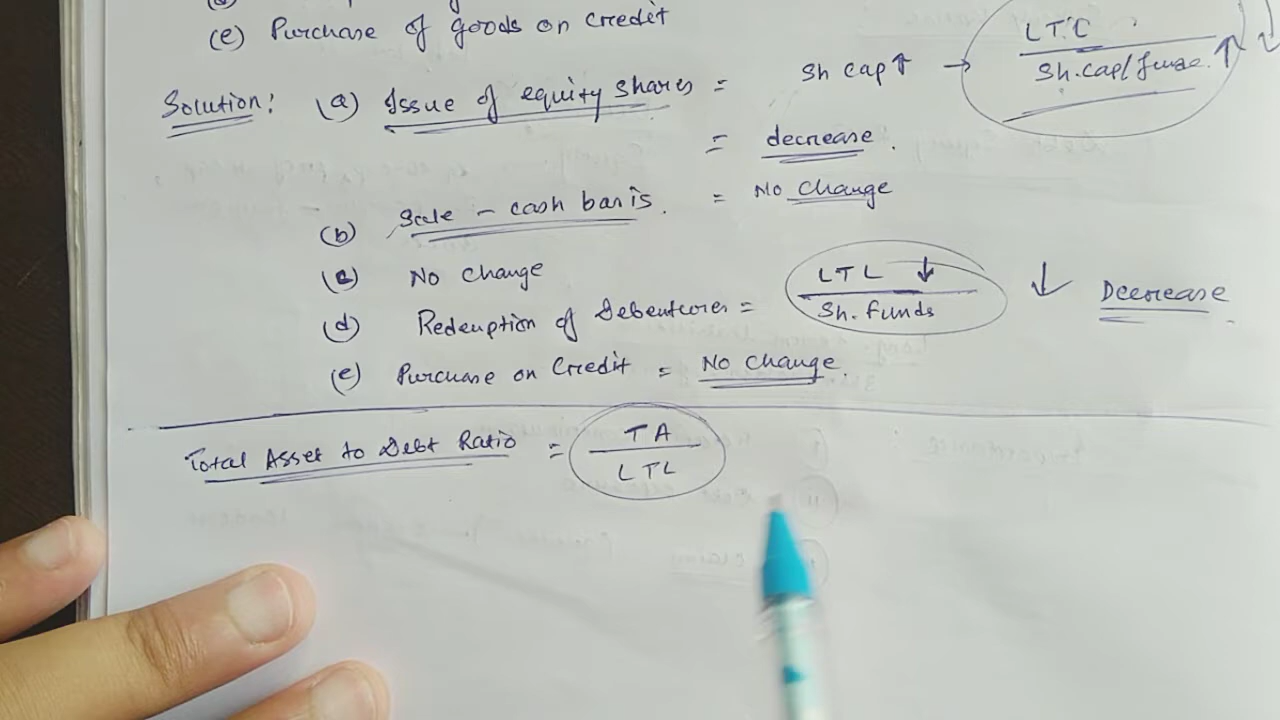 (e) Purchase of goods on Credit
Solution: (a) Issue of equity shares = Sh cap↑ → LTL / Sh. cap/funds ↑ ↓
= decrease.
(b) Sale - cash basis. = No change
(c) No change
(d) Redemption of Debentures = LTL ↓ / Sh. funds ↓ Decrease
(e) Purchase on Credit = No change.
Total Asset to Debt Ratio = TA / LTL